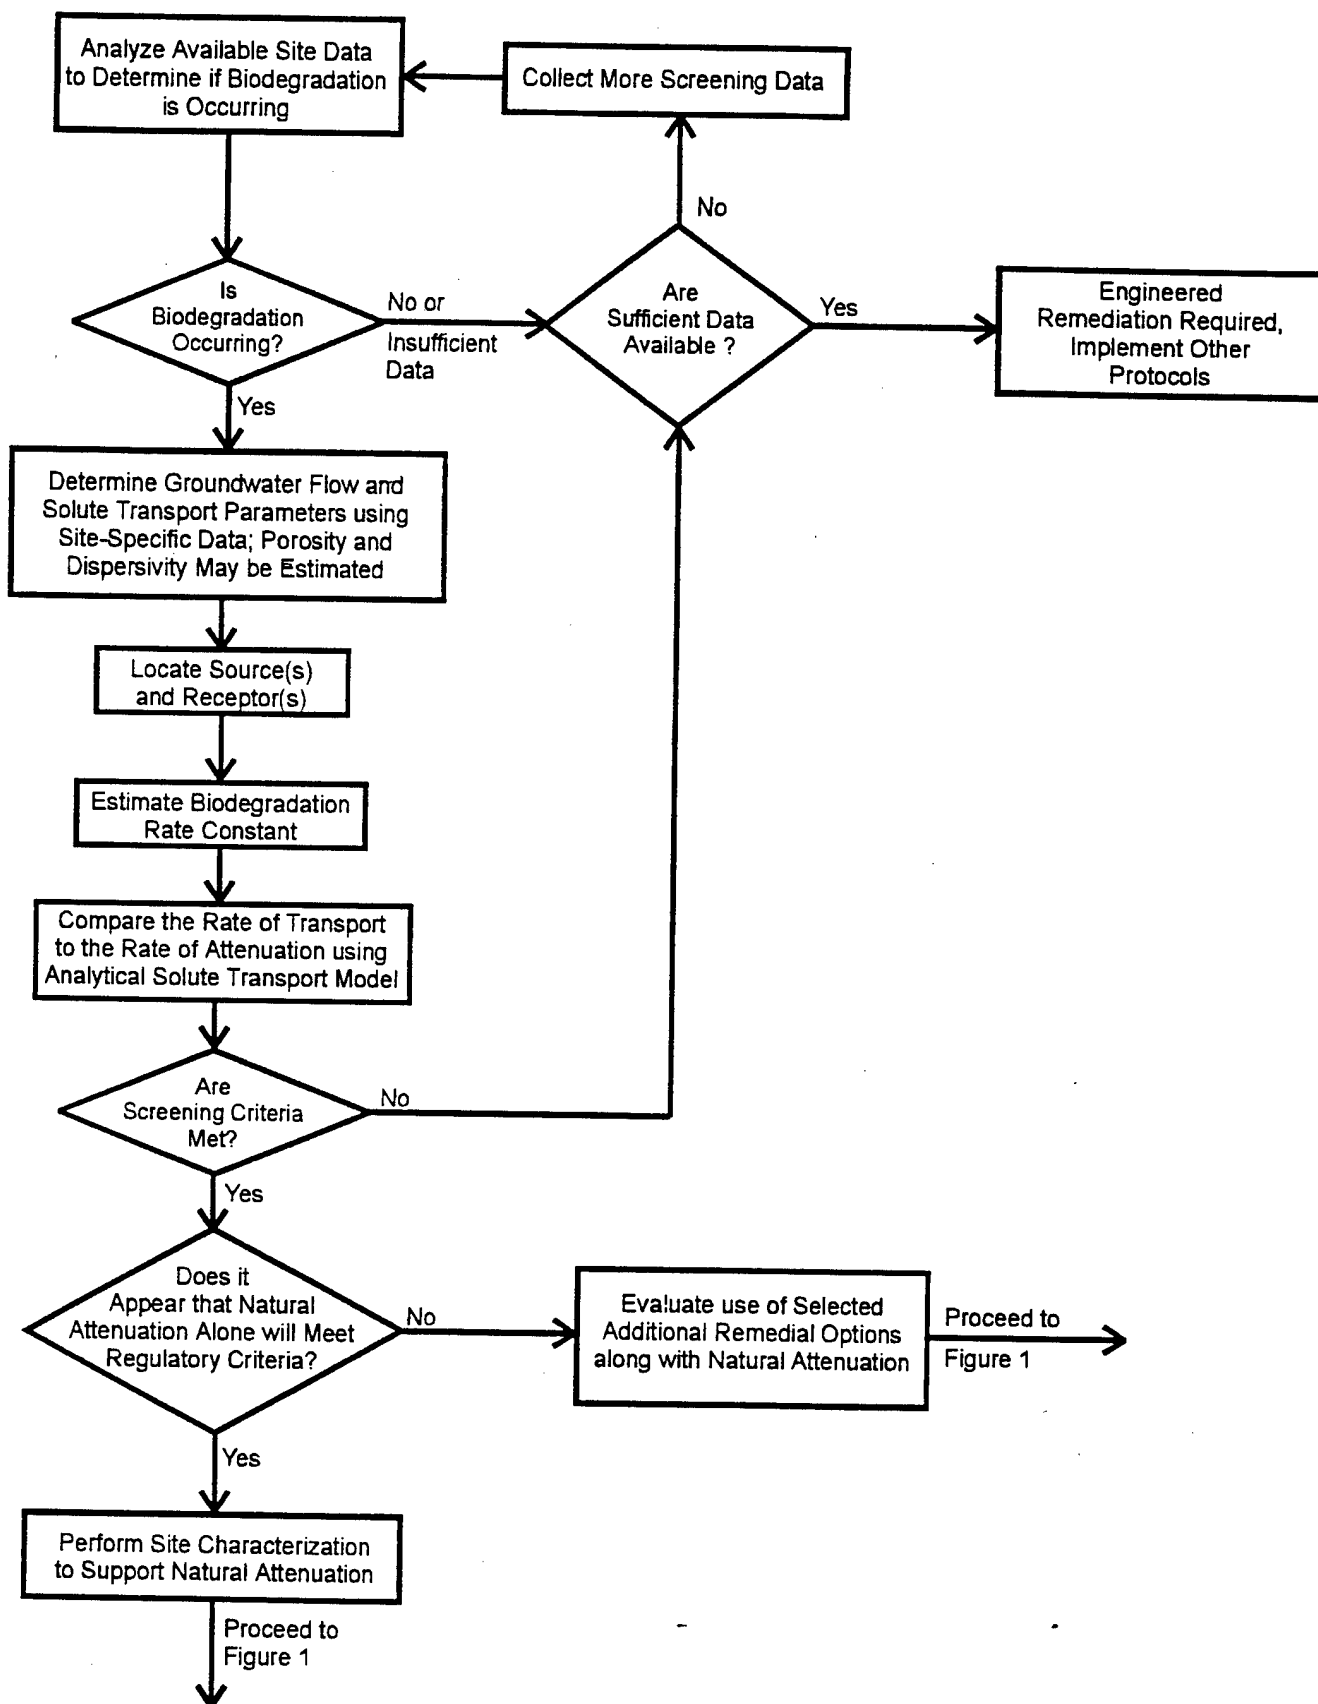 Analyze Available Site Data
to Determine if Biodegradation
is Occurring
Collect More Screening Data
No
Is
Biodegradation
Occurring?
No or
Insufficient
Data
Are
Sufficient Data
Available ?
Yes
Engineered
Remediation Required,
Implement Other
Protocols
Yes
Determine Groundwater Flow and
Solute Transport Parameters using
Site-Specific Data; Porosity and
Dispersivity May be Estimated
Locate Source(s)
and Receptor(s)
Estimate Biodegradation
Rate Constant
Compare the Rate of Transport
to the Rate of Attenuation using
Analytical Solute Transport Model
Are
Screening Criteria
Met?
No
Yes
Does it
Appear that Natural
Attenuation Alone will Meet
Regulatory Criteria?
No
Evaluate use of Selected
Additional Remedial Options
along with Natural Attenuation
Proceed to
Figure 1
Yes
Perform Site Characterization
to Support Natural Attenuation
Proceed to
Figure 1